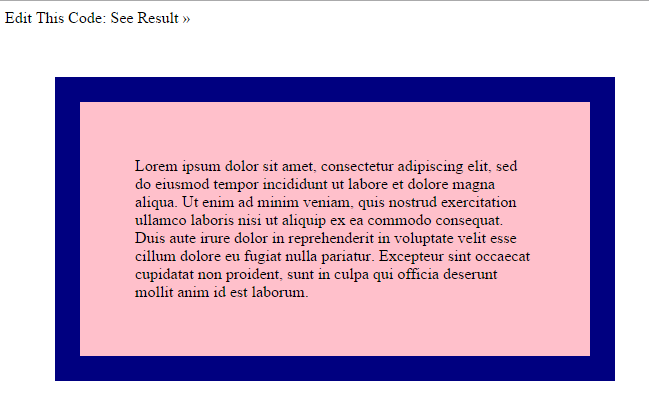 Edit This Code: See Result »
Lorem ipsum dolor sit amet, consectetur adipiscing elit, sed
do eiusmod tempor incididunt ut labore et dolore magna
aliqua. Ut enim ad minim veniam, quis nostrud exercitation
ullamco laboris nisi ut aliquip ex ea commodo consequat.
Duis aute irure dolor in reprehenderit in voluptate velit esse
cillum dolore eu fugiat nulla pariatur. Excepteur sint occaecat
cupidatat non proident, sunt in culpa qui officia deserunt
mollit anim id est laborum.